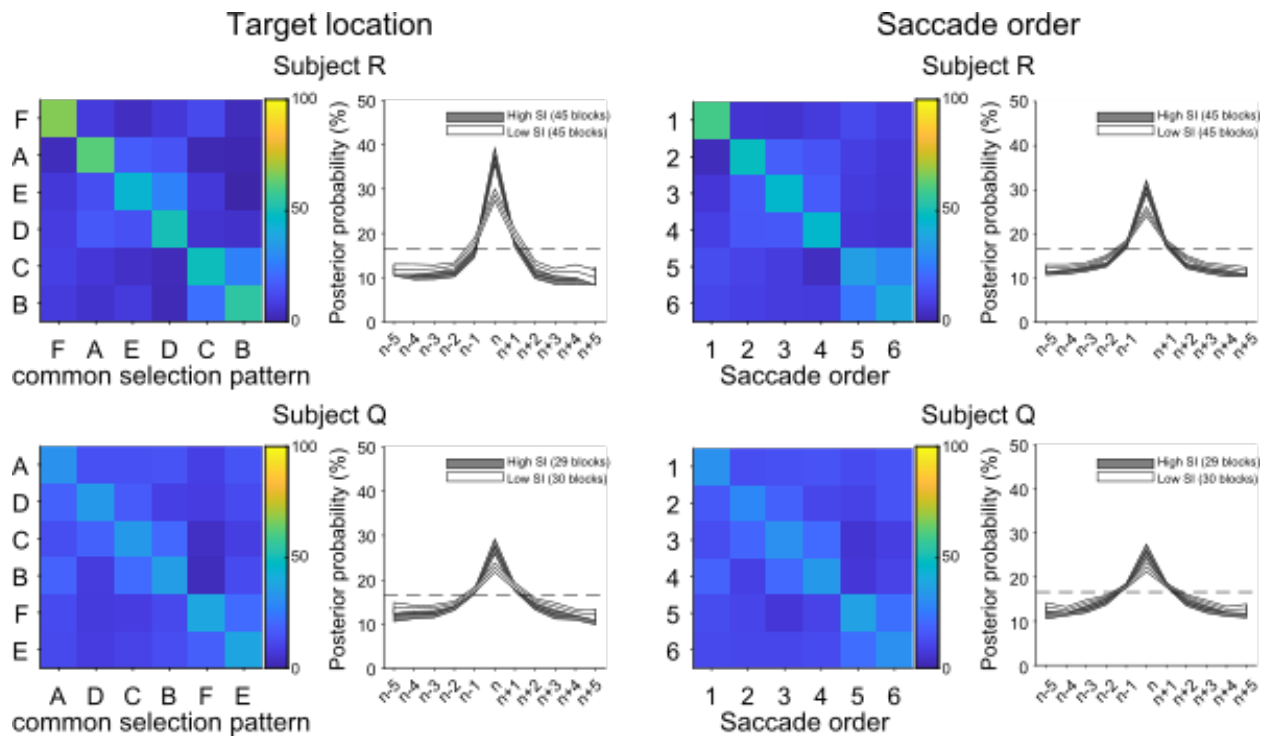 Target location
Saccade order
Subject R
Subject R
F
A
E
D
C
B
100
50
0
F A E D C B
common selection pattern
Posterior probability (%)
50
40
30
20
10
0
High SI (45 blocks)
Low SI (45 blocks)
n-5 n-4 n-3 n-2 n-1 n n+1 n+2 n+3 n+4 n+5
1
2
3
4
5
6
100
50
0
1 2 3 4 5 6
Saccade order
Posterior probability (%)
50
40
30
20
10
0
High SI (45 blocks)
Low SI (45 blocks)
n-5 n-4 n-3 n-2 n-1 n n+1 n+2 n+3 n+4 n+5
Subject Q
Subject Q
A
D
C
B
F
E
100
50
0
A D C B F E
common selection pattern
Posterior probability (%)
50
40
30
20
10
0
High SI (29 blocks)
Low SI (30 blocks)
n-5 n-4 n-3 n-2 n-1 n n+1 n+2 n+3 n+4 n+5
1
2
3
4
5
6
100
50
0
1 2 3 4 5 6
Saccade order
Posterior probability (%)
50
40
30
20
10
0
High SI (29 blocks)
Low SI (30 blocks)
n-5 n-4 n-3 n-2 n-1 n n+1 n+2 n+3 n+4 n+5